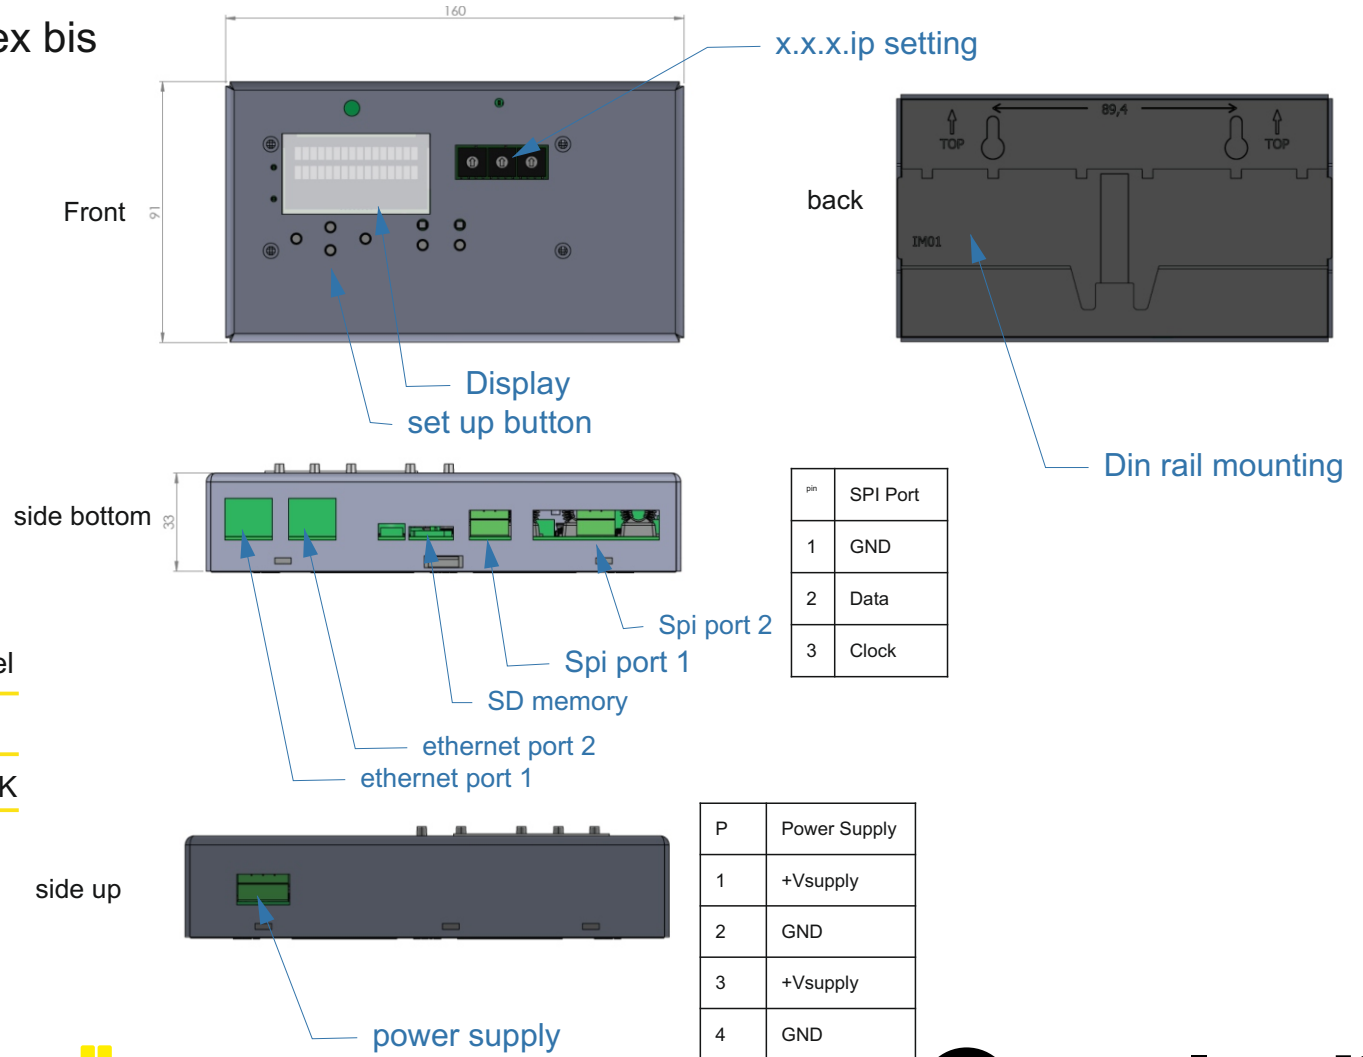 ex bis
160
x.x.x.ip setting
89,4
TOP
TOP
Front
91
back
IM01
Display
set up button
Din rail mounting
side bottom
33
pin SPI Port
1 GND
2 Data
3 Clock
Spi port 2
Spi port 1
el
SD memory
ethernet port 2
K
ethernet port 1
P Power Supply
1 +Vsupply
side up
2 GND
3 +Vsupply
4 GND
power supply